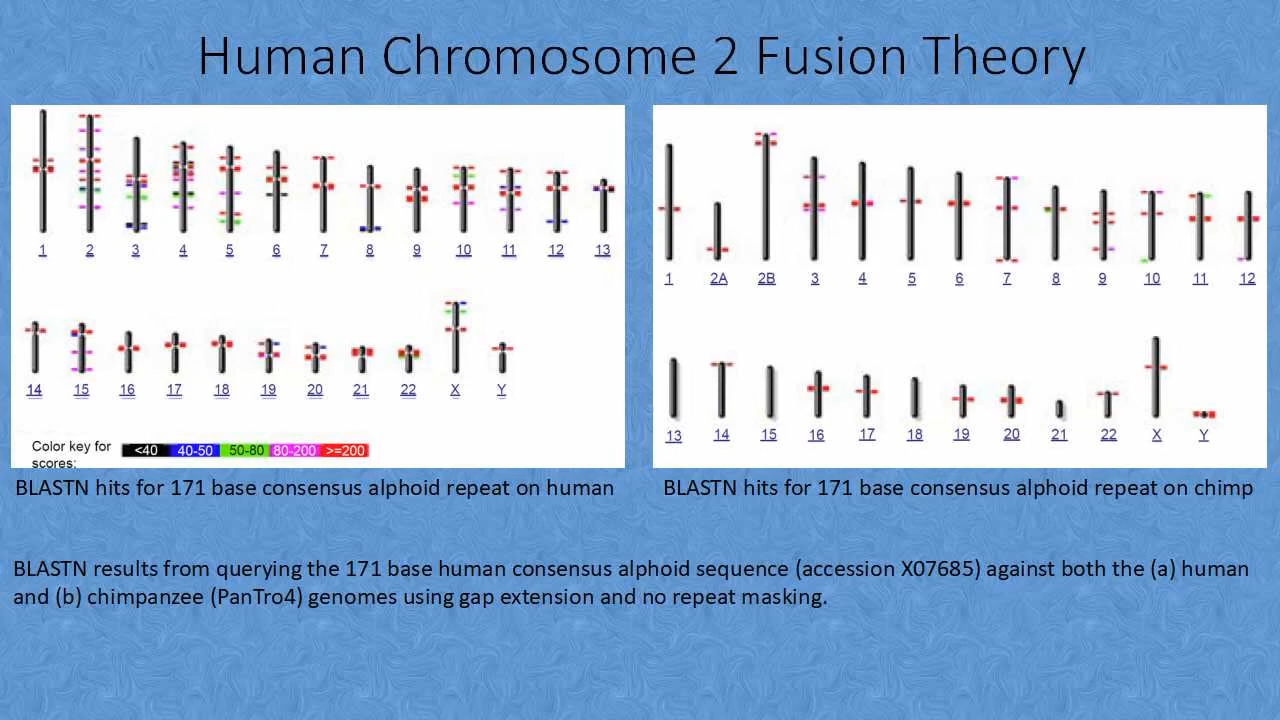 Human Chromosome 2 Fusion Theory
1 2 3 4 5 6 7 8 9 10 11 12 13
14 15 16 17 18 19 20 21 22 X Y
Color key for
scores:
<40 40-50 50-80 80-200 >=200
1 2A 2B 3 4 5 6 7 8 9 10 11 12
13 14 15 16 17 18 19 20 21 22 X Y
BLASTN hits for 171 base consensus alphoid repeat on human
BLASTN hits for 171 base consensus alphoid repeat on chimp
BLASTN results from querying the 171 base human consensus alphoid sequence (accession X07685) against both the (a) human
and (b) chimpanzee (PanTro4) genomes using gap extension and no repeat masking.